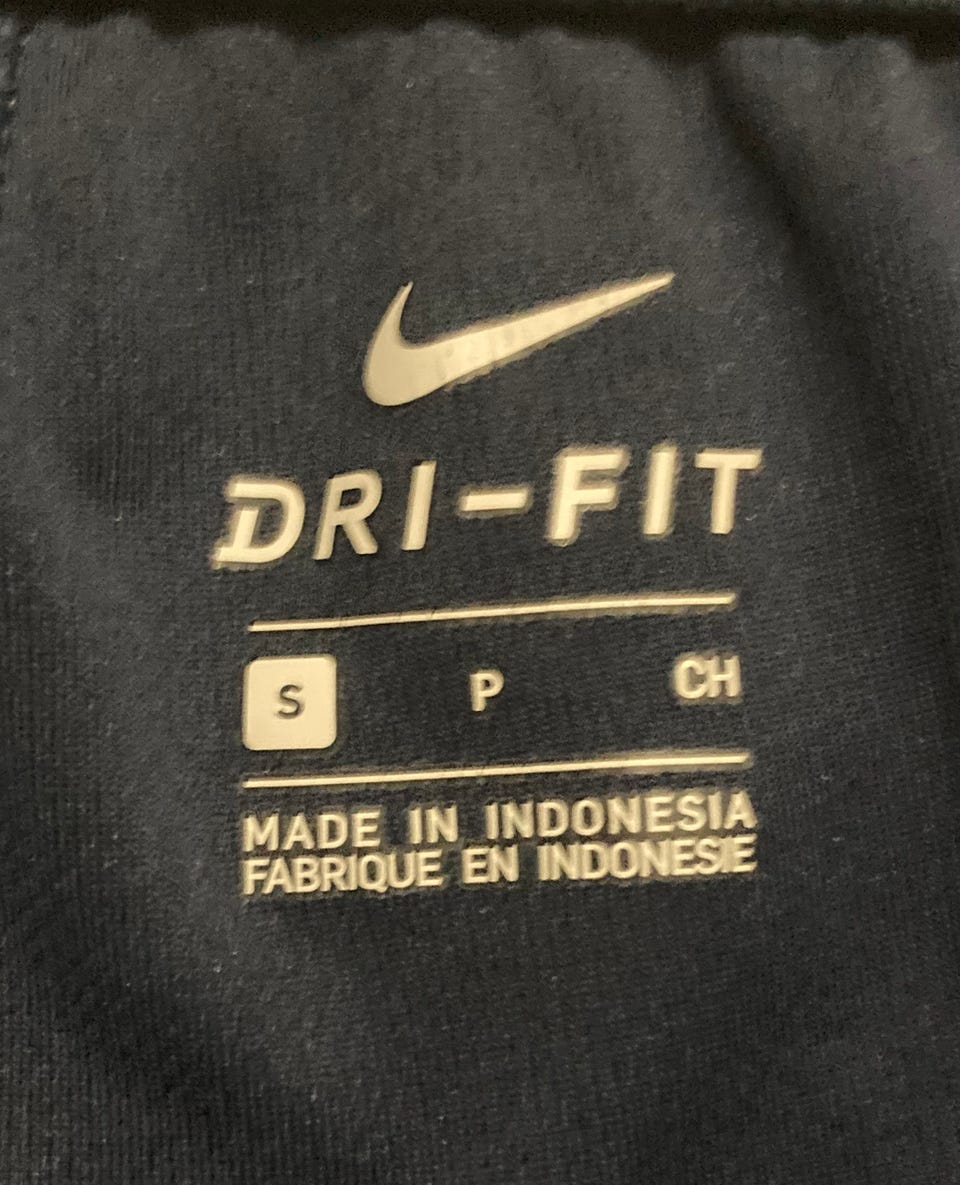 DRI-FIT
S P CH
MADE IN INDONESIA
FABRIQUE EN INDONESIE